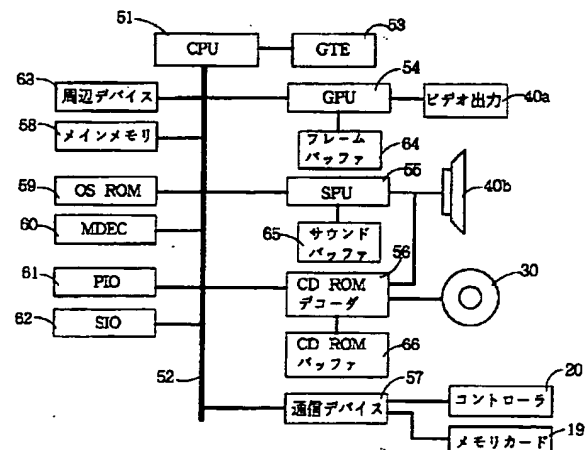 51
CPU
53
GTE
63
周辺デバイス
54
GPU
ビデオ出力
40a
58
メインメモリ
フレーム
バッファ
64
59
OS ROM
55
SPU
40b
60
MDEC
65
サウンド
バッファ
56
61
PIO
CD ROM
デコーダ
30
62
SIO
CD ROM
バッファ
66
52
57
通信デバイス
20
コントローラ
19
メモリカード